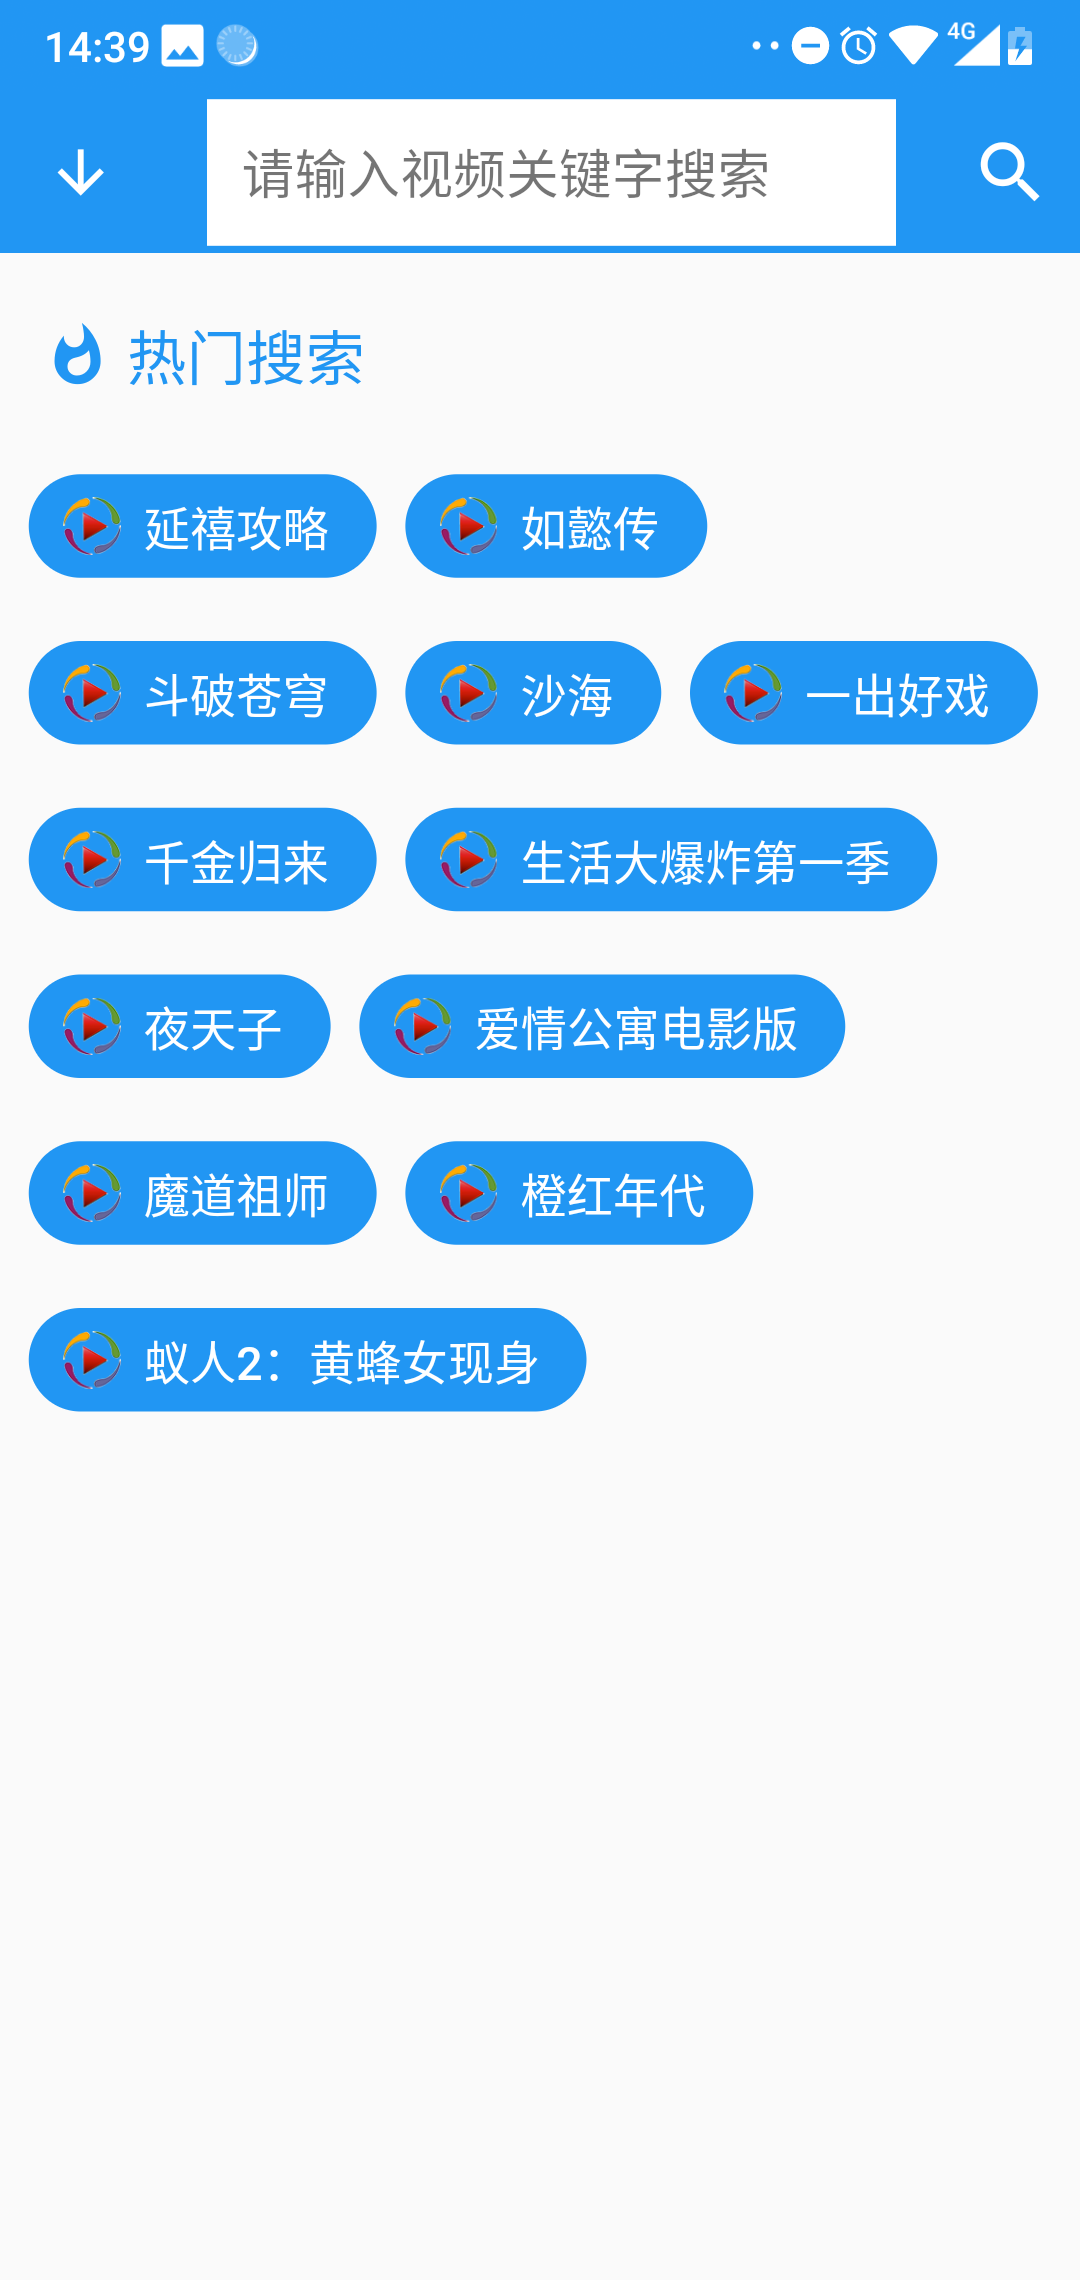 14:39 4G
请输入视频关键字搜索
热门搜索
延禧攻略 如懿传
斗破苍穹 沙海 一出好戏
千金归来 生活大爆炸第一季
夜天子 爱情公寓电影版
魔道祖师 橙红年代
蚁人2：黄蜂女现身